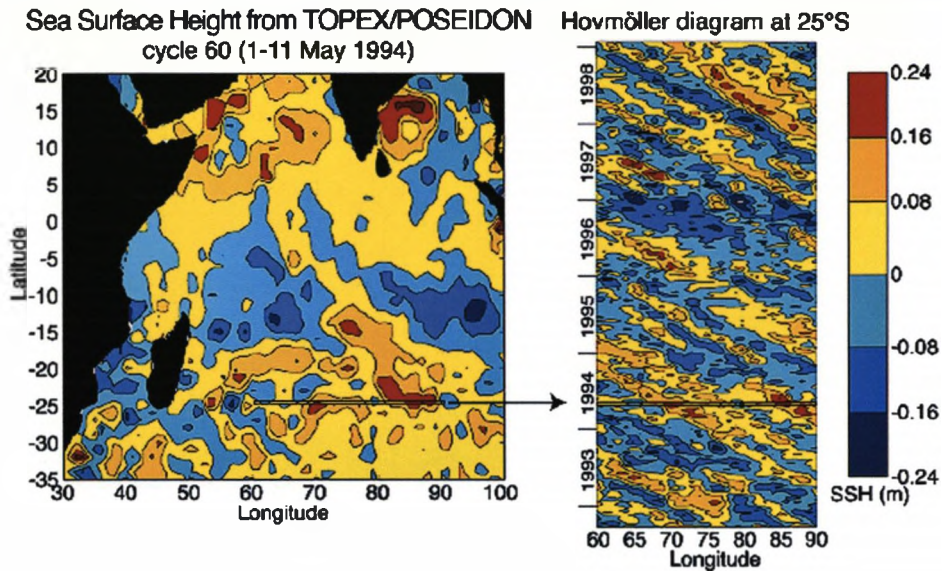 Sea Surface Height from TOPEX/POSEIDON
cycle 60 (1-11 May 1994)
Hovmöller diagram at 25°S
20
15
10
5
0
-5
-10
-15
-20
-25
-30
-35
Latitude
30 40 50 60 70 80 90 100
Longitude
1998
1997
1996
1995
1994
1993
60 65 70 75 80 85 90
Longitude
0.24
0.16
0.08
0
-0.08
-0.16
-0.24
SSH (m)